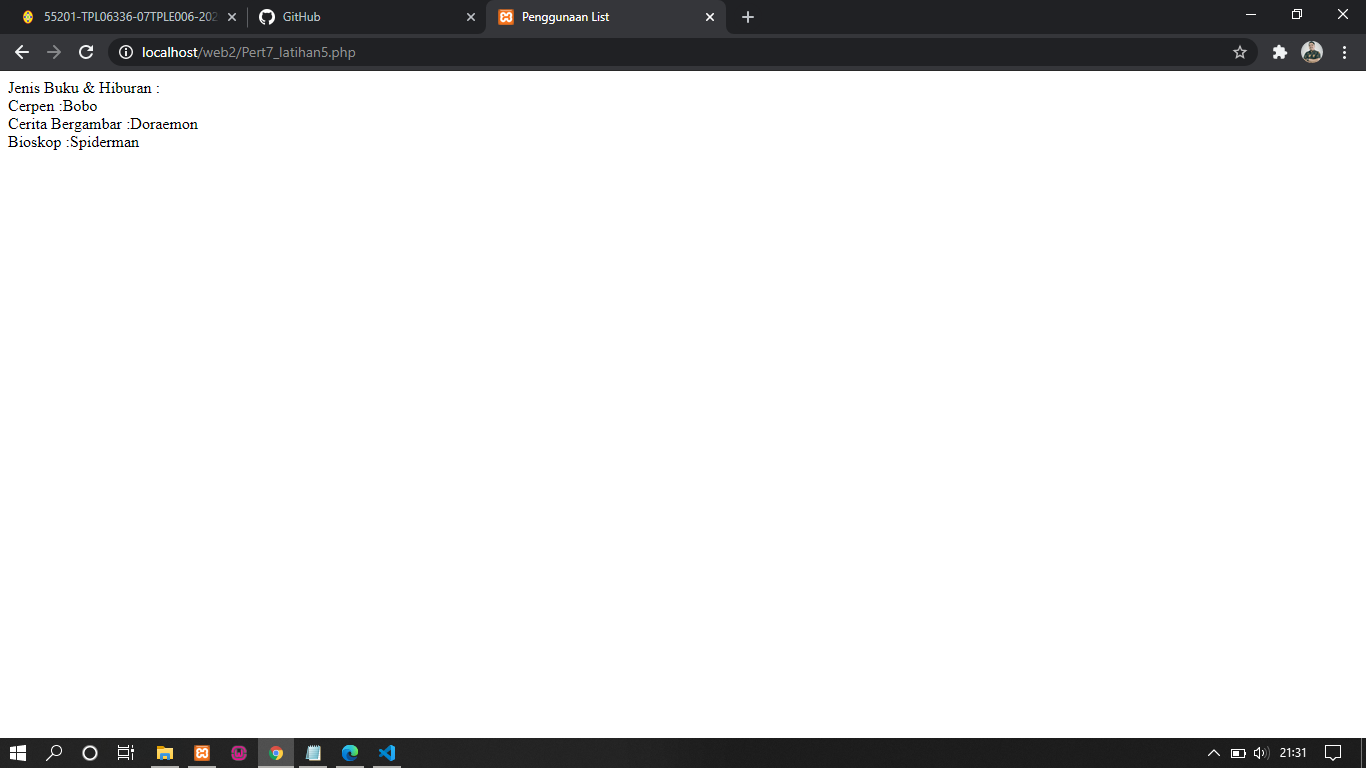 55201-TPL06336-07TPLE006-202
GitHub
Penggunaan List
localhost/web2/Pert7_latihan5.php
Jenis Buku & Hiburan :
Cerpen :Bobo
Cerita Bergambar :Doraemon
Bioskop :Spiderman
21:31